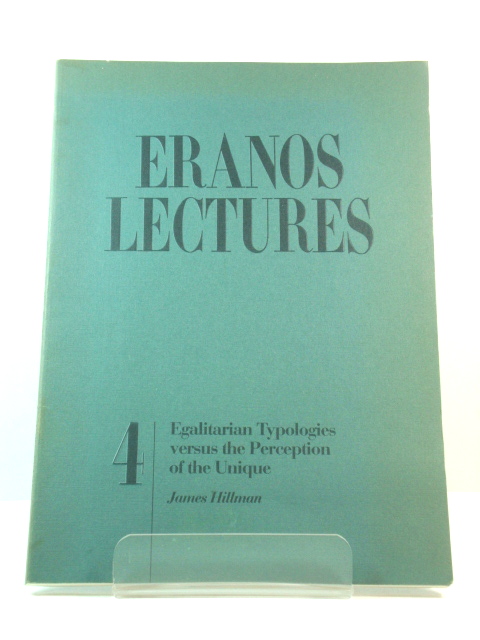 ERANOS
LECTURES
4
Egalitarian Typologies
versus the Perception
of the Unique
James Hillman